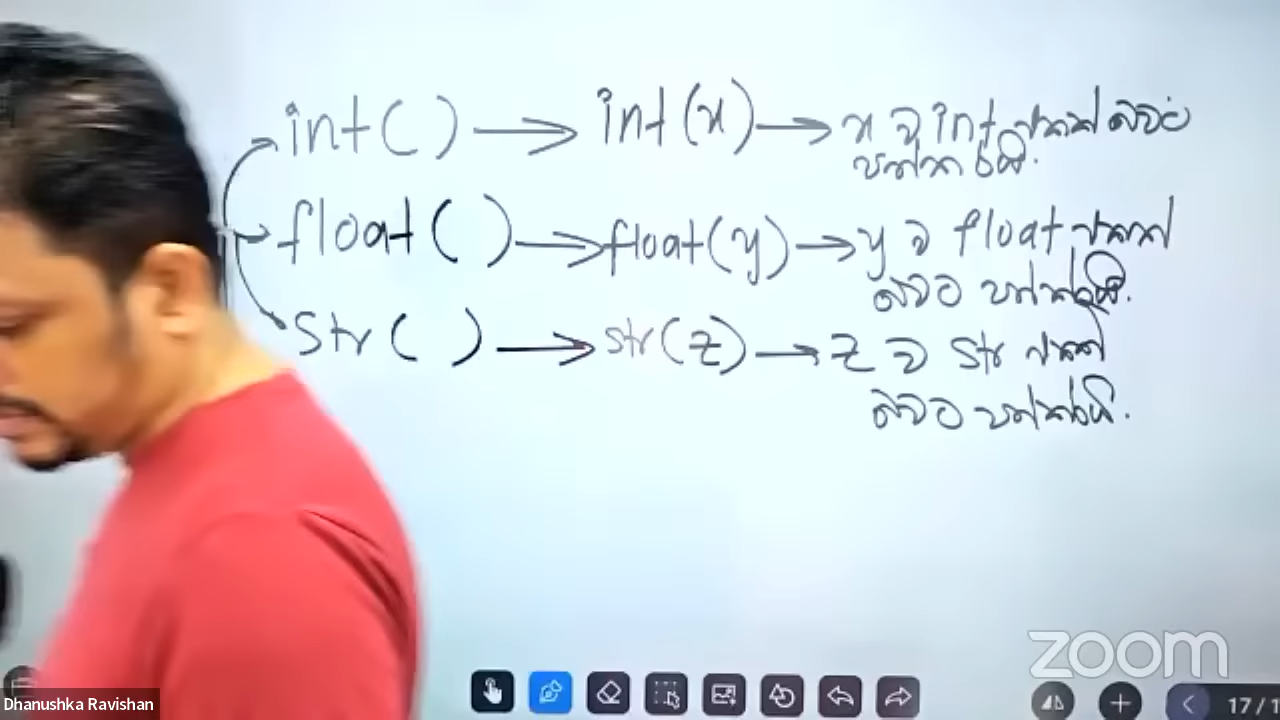 int( ) → int(x) → x ව int එකක් බවට
පත්කරයි.
float( ) → float(y) → y ව float එකක්
බවට පත්කරයි.
str( ) → str(z) → z ව str එකක්
බවට පත්කරයි.
zoom
Dhanushka Ravishan
17/1